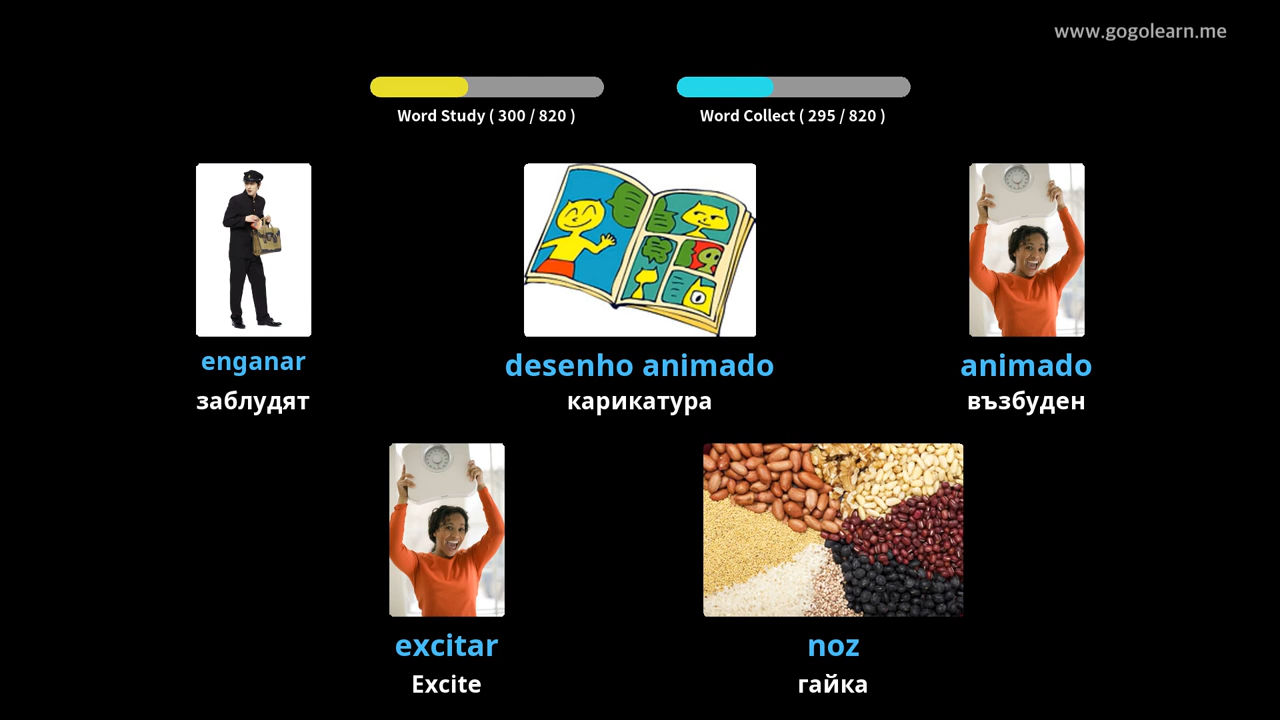 www.gogolearn.me
Word Study ( 300 / 820 )
Word Collect ( 295 / 820 )
enganar
заблудят
desenho animado
карикатура
animado
възбуден
excitar
Excite
noz
гайка